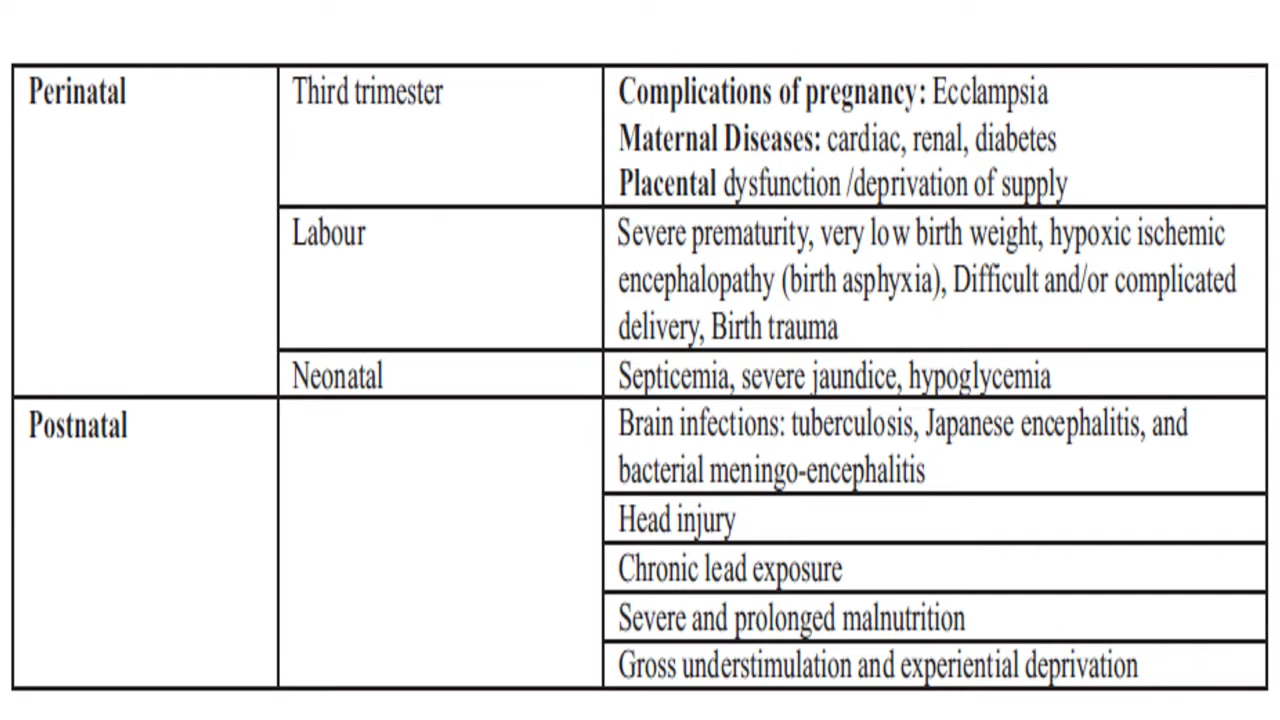 Perinatal
Third trimester
Complications of pregnancy: Ecclampsia
Maternal Diseases: cardiac, renal, diabetes
Placental dysfunction /deprivation of supply
Labour
Severe prematurity, very low birth weight, hypoxic ischemic
encephalopathy (birth asphyxia), Difficult and/or complicated
delivery, Birth trauma
Neonatal
Septicemia, severe jaundice, hypoglycemia
Postnatal
Brain infections: tuberculosis, Japanese encephalitis, and
bacterial meningo-encephalitis
Head injury
Chronic lead exposure
Severe and prolonged malnutrition
Gross understimulation and experiential deprivation